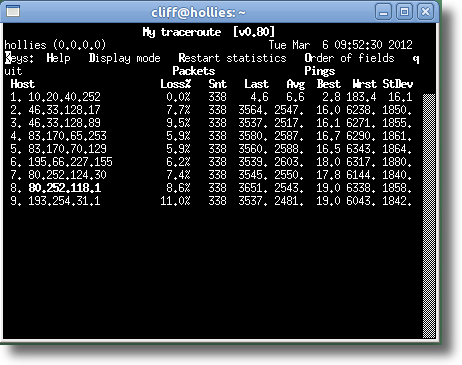 cliff@hollies: ~
My traceroute [v0.80]
hollies (0.0.0.0) Tue Mar 6 09:52:30 2012
Keys: Help Display mode Restart statistics Order of fields q
uit Packets Pings
Host Loss% Snt Last Avg Best Wrst StDev
1. 10.20.40.252 0.0% 338 4.6 6.6 2.8 183.4 16.1
2. 46.33.128.17 7.7% 338 3564. 2547. 16.0 6238. 1850.
3. 46.33.128.89 9.5% 338 3537. 2517. 16.1 6271. 1855.
4. 83.170.65.253 5.9% 338 3580. 2587. 16.7 6290. 1861.
5. 83.170.70.129 5.9% 338 3560. 2588. 16.5 6343. 1864.
6. 195.66.227.155 6.2% 338 3539. 2603. 18.0 6317. 1880.
7. 80.252.124.30 7.4% 338 3545. 2550. 17.8 6144. 1840.
8. 80.252.118.1 8.6% 338 3651. 2543. 19.0 6338. 1858.
9. 193.254.31.1 11.0% 338 3537. 2481. 19.0 6043. 1842.